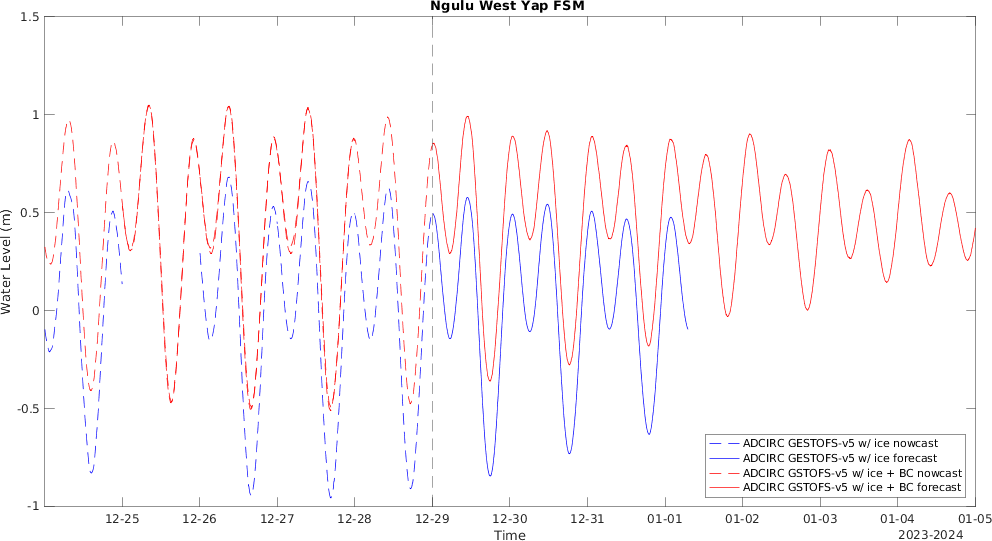 Ngulu West Yap FSM
1.5
1
0.5
0
-0.5
-1
Water Level (m)
12-25 12-26 12-27 12-28 12-29 12-30 12-31 01-01 01-02 01-03 01-04 01-05
Time
2023-2024
ADCIRC GESTOFS-v5 w/ ice nowcast
ADCIRC GESTOFS-v5 w/ ice forecast
ADCIRC GSTOFS-v5 w/ ice + BC nowcast
ADCIRC GSTOFS-v5 w/ ice + BC forecast